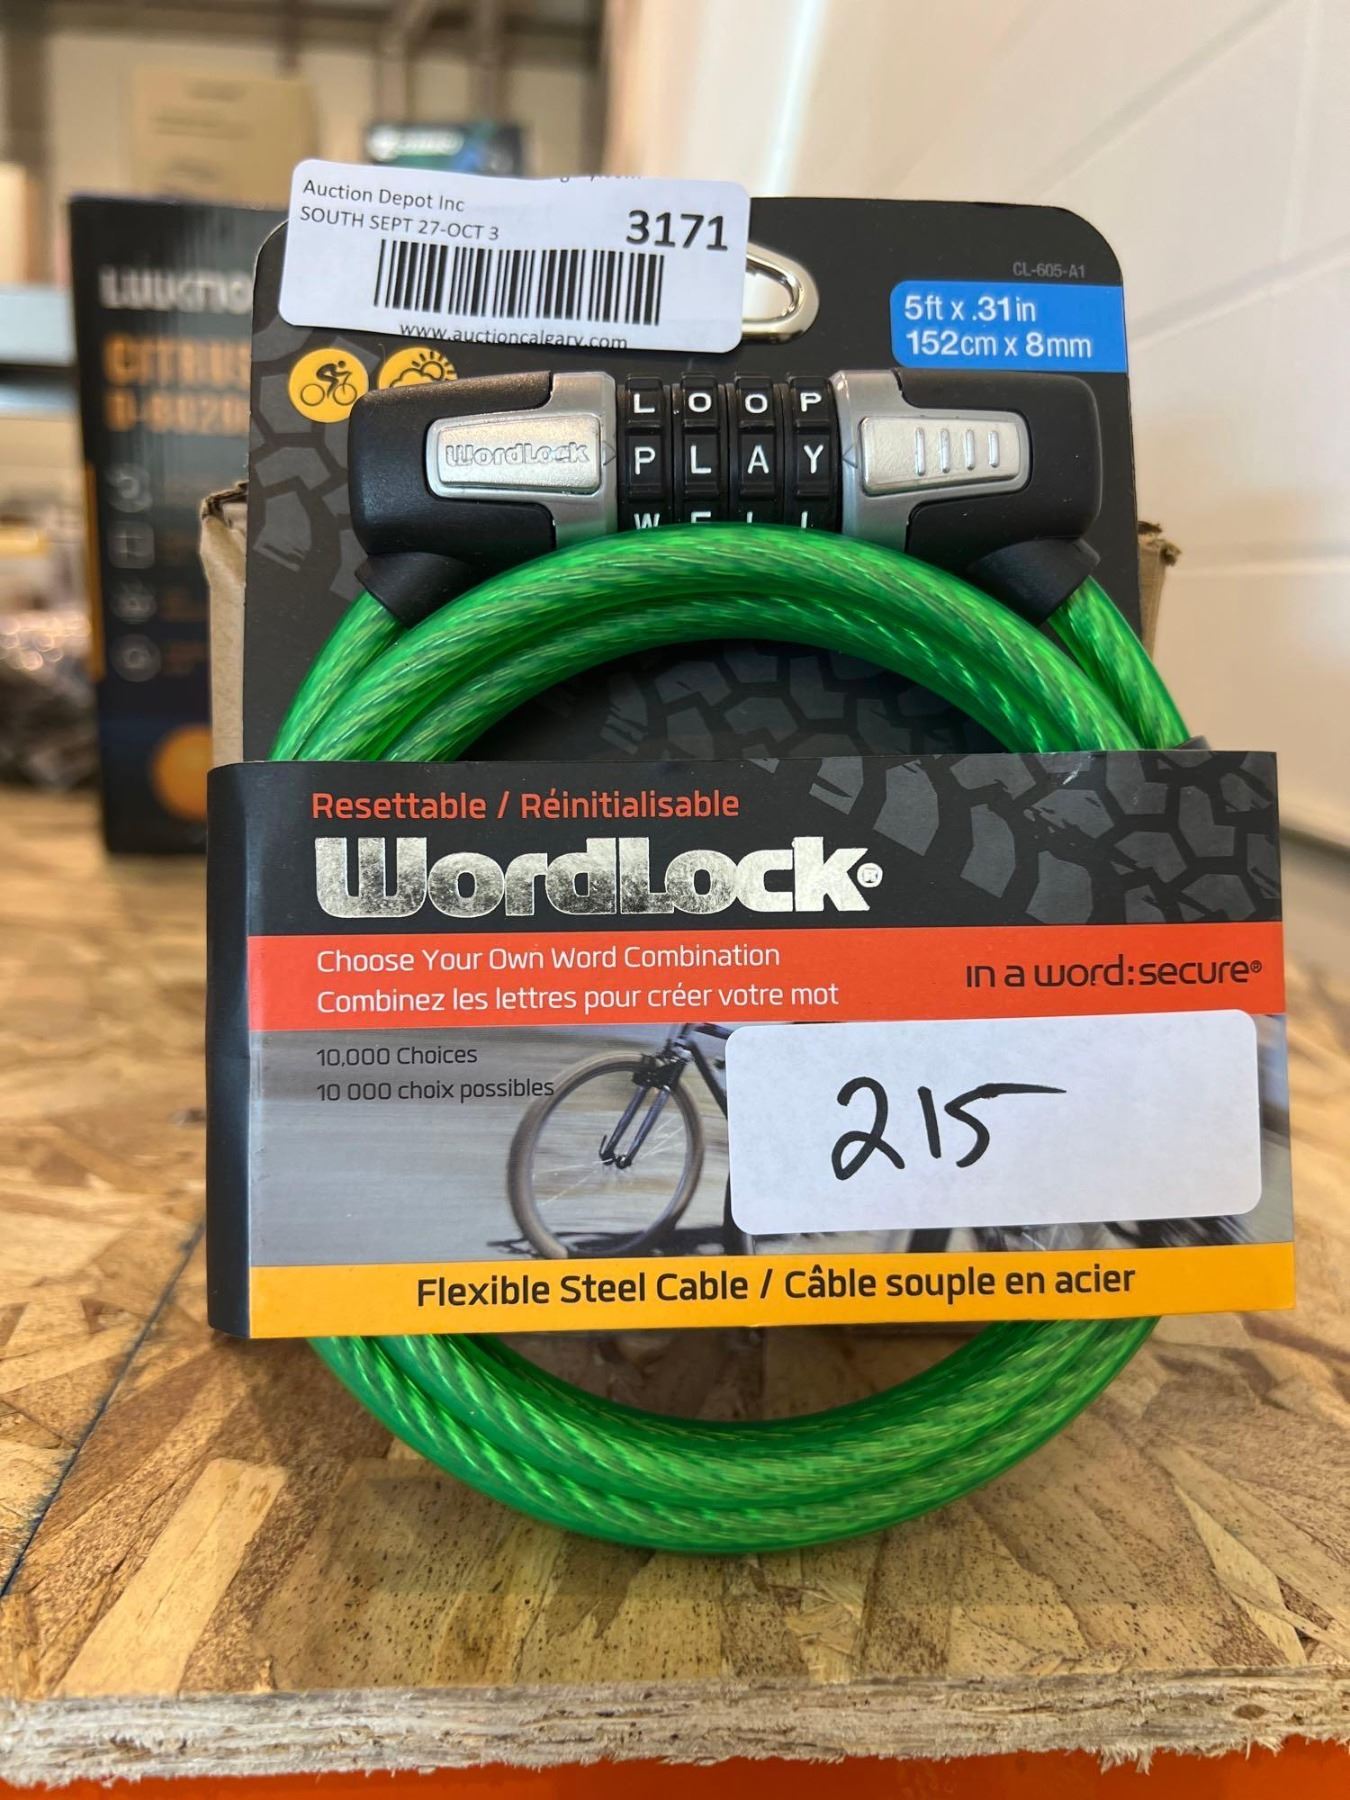 Auction Depot Inc
SOUTH SEPT 27-OCT 3
3171
www.auctioncalgary.com
CL-605-A1
5ft x .31in
152cm x 8mm
LOOP
WordLock
PLAY
WELL
Resettable / Réinitialisable
WordLock®
Choose Your Own Word Combination
Combinez les lettres pour créer votre mot
in a word:secure®
10,000 Choices
10 000 choix possibles
215
Flexible Steel Cable / Câble souple en acier
CITRUS